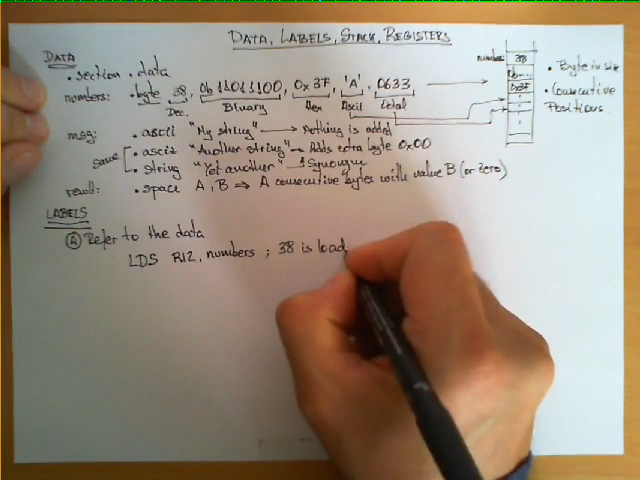 DATA, LABELS, STACK, REGISTERS
DATA
.section .data
numbers: .byte 38, 0b11011100, 0x3F, 'A', 0633
Dec. Binary Hex Ascii Octal
msg: .ascii "My string" → Nothing is added
same .asciz "Another string" → Adds extra byte 0x00
.string "Yet another" → Synonym
result: .space A, B ⇒ A consecutive bytes with value B (or zero)
number 38
0b...
0x3F
• Byte
• Consecutive
Positions.
LABELS
Ⓐ Refer to the data
LDS R12, numbers ; 38 is load